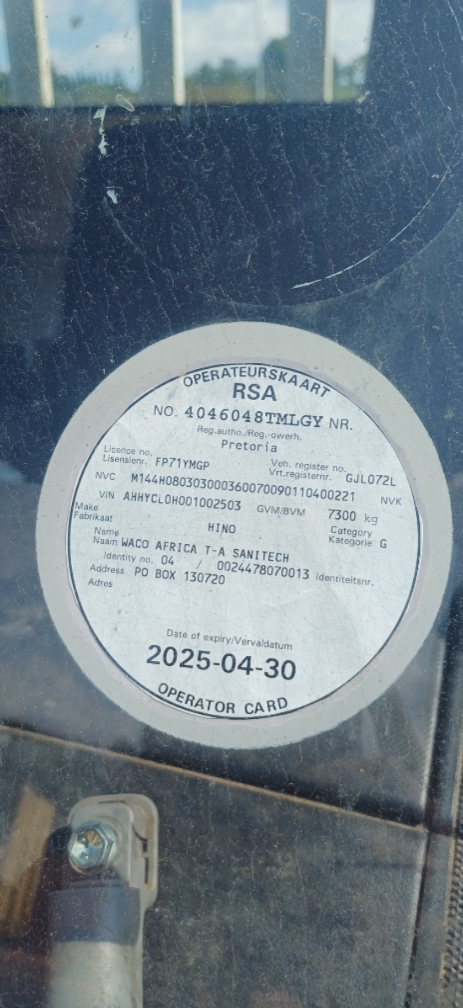 OPERATEURSKAART
RSA
NO. 4046048TMLGY NR.
Reg.autho./Reg.-owerh.
Pretoria
Licence no. Veh. register no.
Lisensienr. FP71YMGP Vrt.registernr. GJL072L
NVC M144H0803030003600700901104002​21 NVK
VIN AHHYCL0H001002503 GVM/BVM 7300 kg
Make Category
Fabrikaat HINO Kategorie G
Name
Naam WACO AFRICA T-A SANITECH
Identity no. 04 / 0024478070013 Identiteitsnr.
Address PO BOX 130720
Adres
Date of expiry/Vervaldatum
2025-04-30
OPERATOR CARD